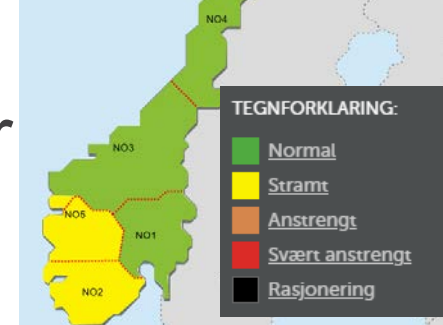 NO4
TEGNFORKLARING:
NO3
Normal
Stramt
NO5
Anstrengt
NO1
Svært anstrengt
NO2
Rasjonering